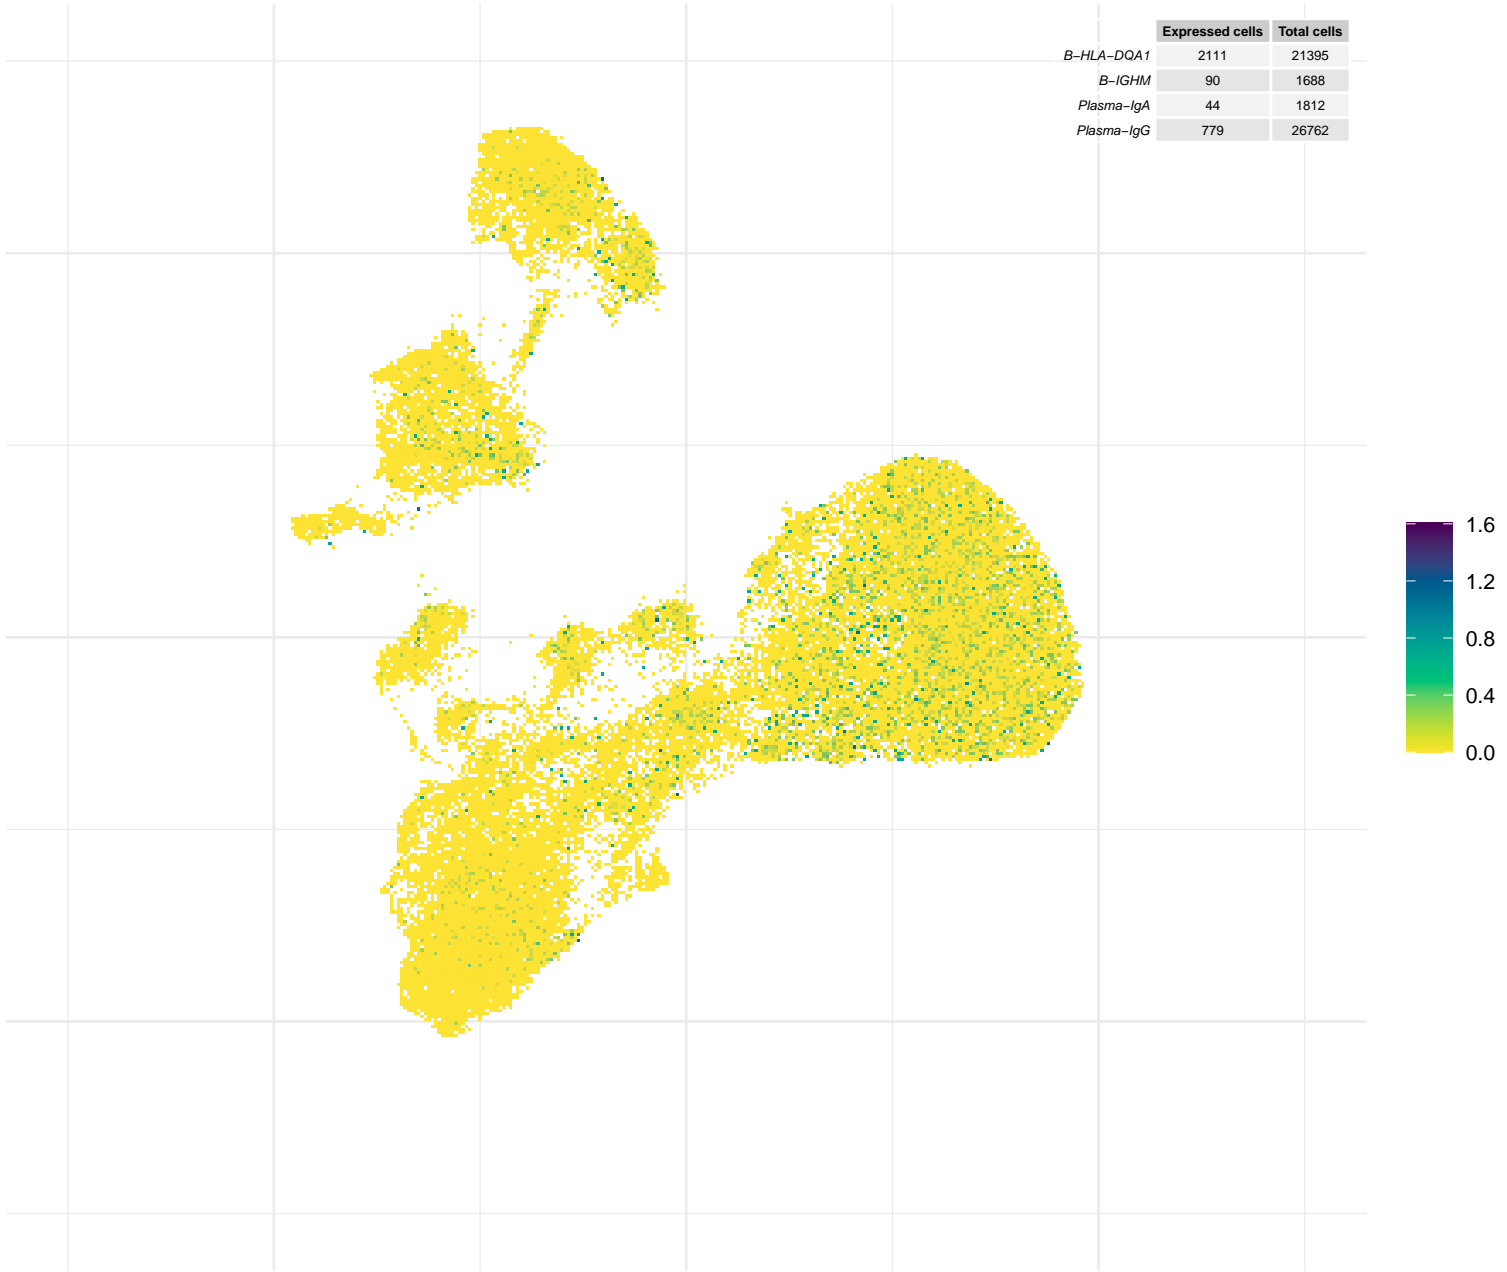 Expressed cells Total cells
B−HLA−DQA1 2111 21395
B−IGHM 90 1688
Plasma−IgA 44 1812
Plasma−IgG 779 26762
1.6
1.2
0.8
0.4
0.0